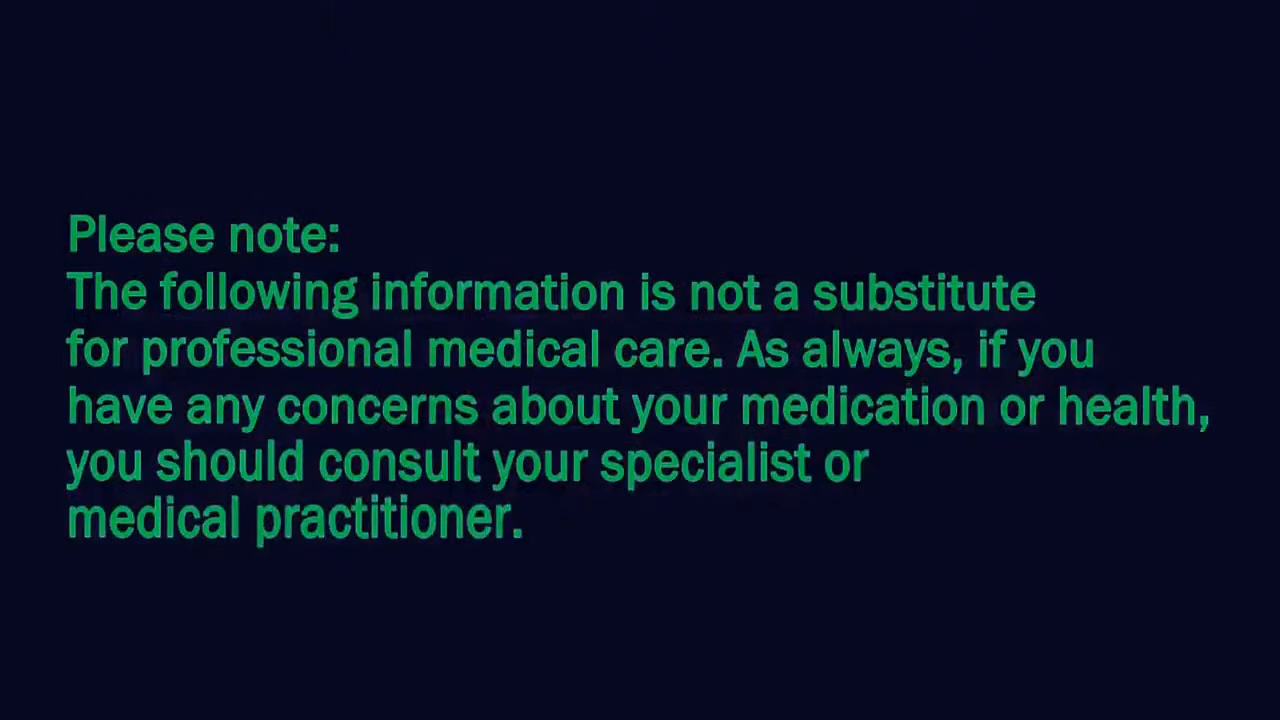 Please note:
The following information is not a substitute
for professional medical care. As always, if you
have any concerns about your medication or health,
you should consult your specialist or
medical practitioner.